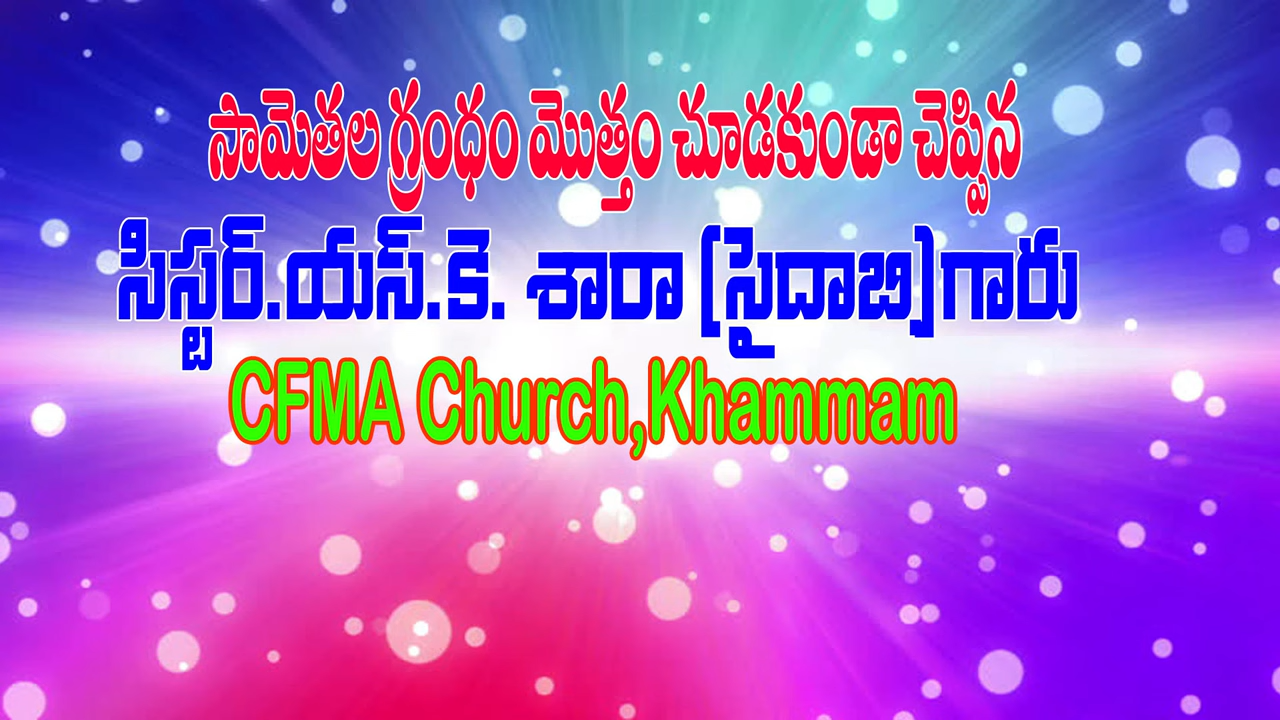 సామెతల గ్రంధం మొత్తం చూడకుండా చెప్పిన
సిస్టర్.యస్.కె. శారా (సైదాబి)గారు
CFMA Church,Khammam